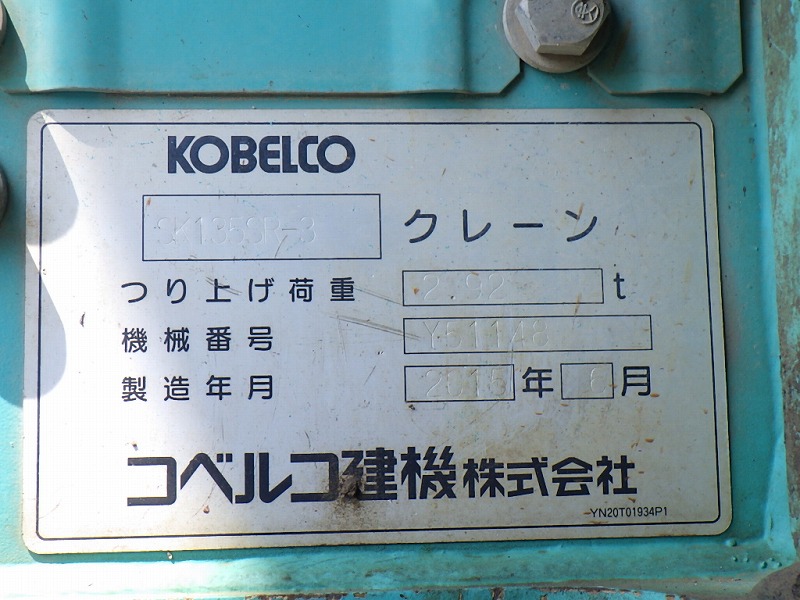 KOBELCO
SK135SR-3 クレーン
つり上げ荷重 2.92 t
機械番号 Y51148
製造年月 2015 年 6 月
コベルコ建機株式会社
YN20T01934P1